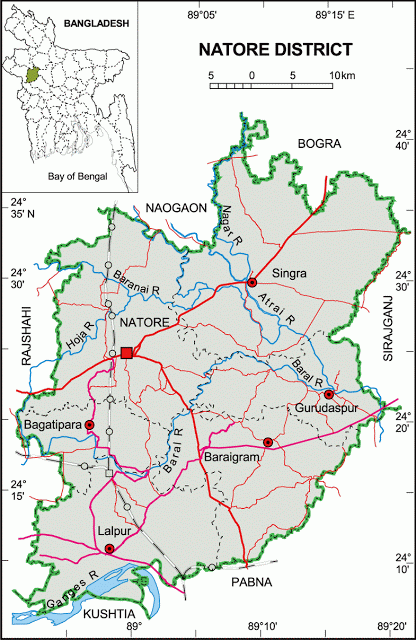 BANGLADESH
Bay of Bengal
89°05'
89°15' E
NATORE DISTRICT
5 0 5 10km
24°
40'
BOGRA
24°
35' N
NAOGAON
Nagar R
Singra
24°
30'
24°
30'
Baranai R
Atrai R
NATORE
Hoja R
RAJSHAHI
SIRAJGANJ
Baral R
Gurudaspur
24°
20'
Bagatipara
Baral R
Baraigram
24°
15'
Lalpur
24°
10'
Ganges R
PABNA
KUSHTIA
89°
89°10'
89°20'